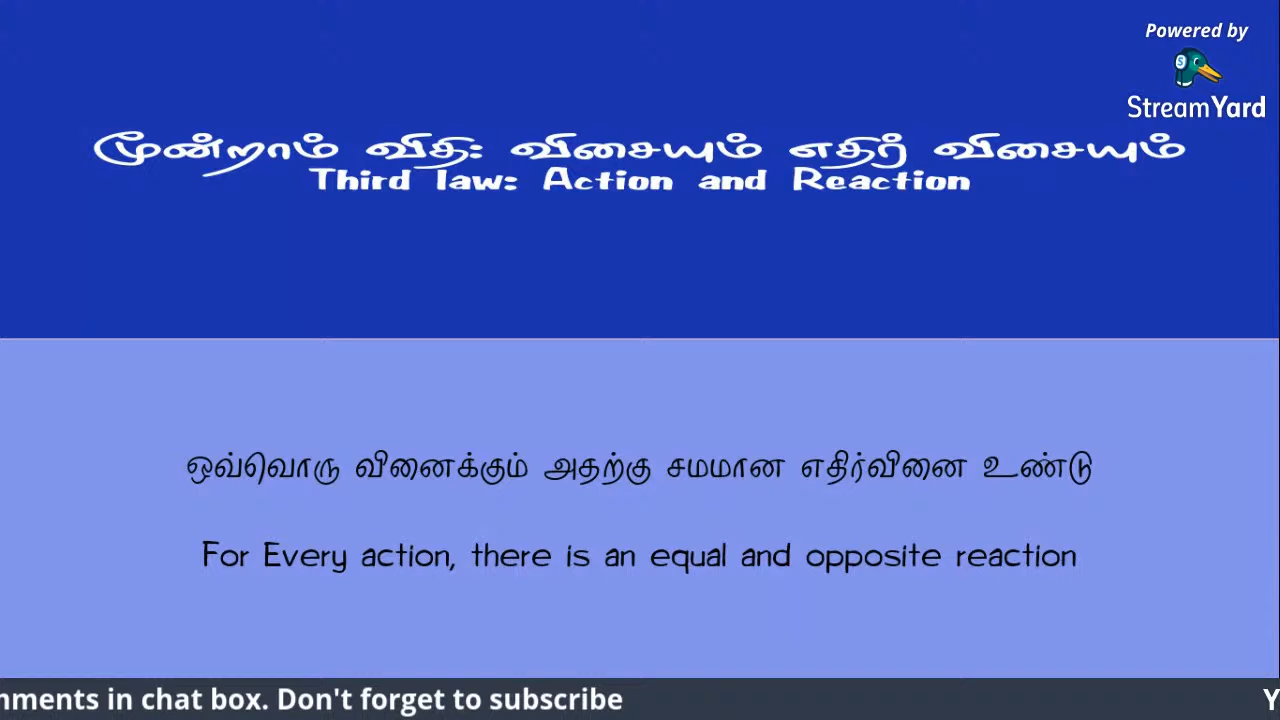 Powered by
StreamYard
மூன்றாம் விதி: விசையும் எதிர் விசையும்
Third law: Action and Reaction
ஒவ்வொரு வினைக்கும் அதற்கு சமமான எதிர்வினை உண்டு
For Every action, there is an equal and opposite reaction
in chat box. Don't forget to subscribe